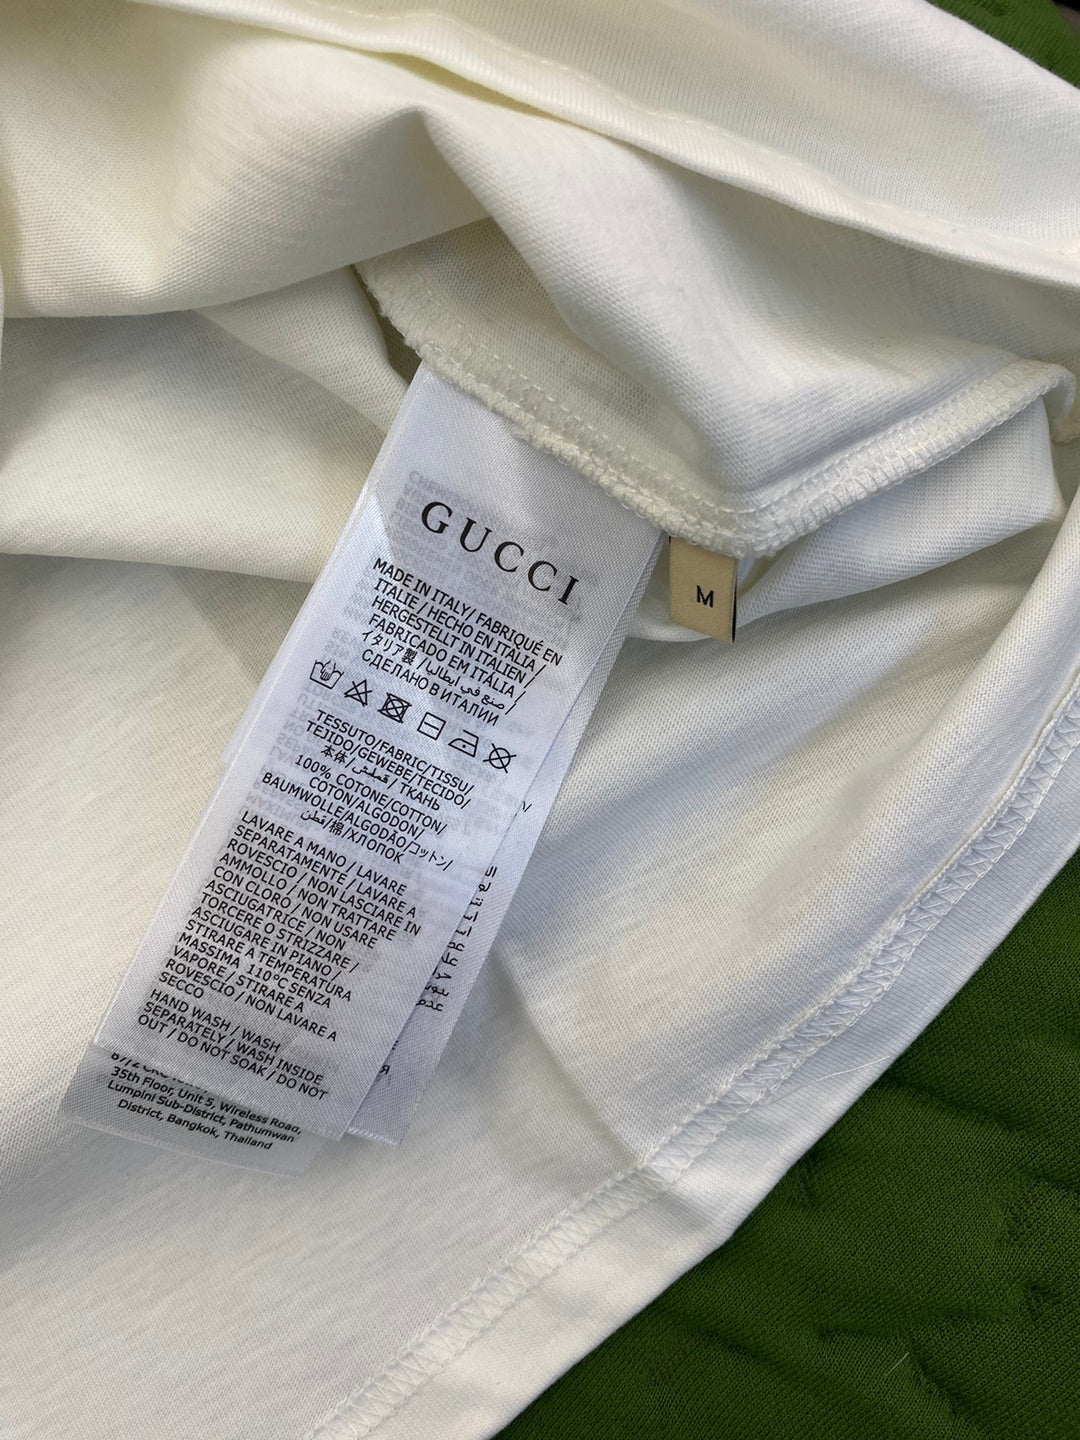 GUCCI
MADE IN ITALY/ FABRIQUÉ EN
ITALIE / HECHO EN ITALIA /
HERGESTELLT IN ITALIEN /
FABRICADO EM ITÁLIA /
イタリア製 / صنع في ايطاليا /
СДЕЛАНО В ИТАЛИИ
TESSUTO/FABRIC/TISSU/
TEJIDO/GEWEBE/TECIDO/
本体/قماش/ТКАНЬ
100% COTONE/COTTON/
COTON/ALGODON/
BAUMWOLLE/ALGODÃO/コットン/
قطن/棉/ХЛОПОК
LAVARE A MANO / LAVARE
SEPARATAMENTE / LAVARE A
ROVESCIO / NON LASCIARE IN
AMMOLLO / NON TRATTARE
CON CLORO / NON USARE
ASCIUGATRICE / NON
TORCERE O STRIZZARE /
ASCIUGARE IN PIANO /
STIRARE A TEMPERATURA
MASSIMA 110°C SENZA
VAPORE / STIRARE A
ROVESCIO / NON LAVARE A
SECCO
HAND WASH / WASH
SEPARATELY / WASH INSIDE
OUT / DO NOT SOAK / DO NOT
35th Floor, Unit 5, Wireless Road,
Lumpini Sub-District, Pathumwan
District, Bangkok, Thailand
M